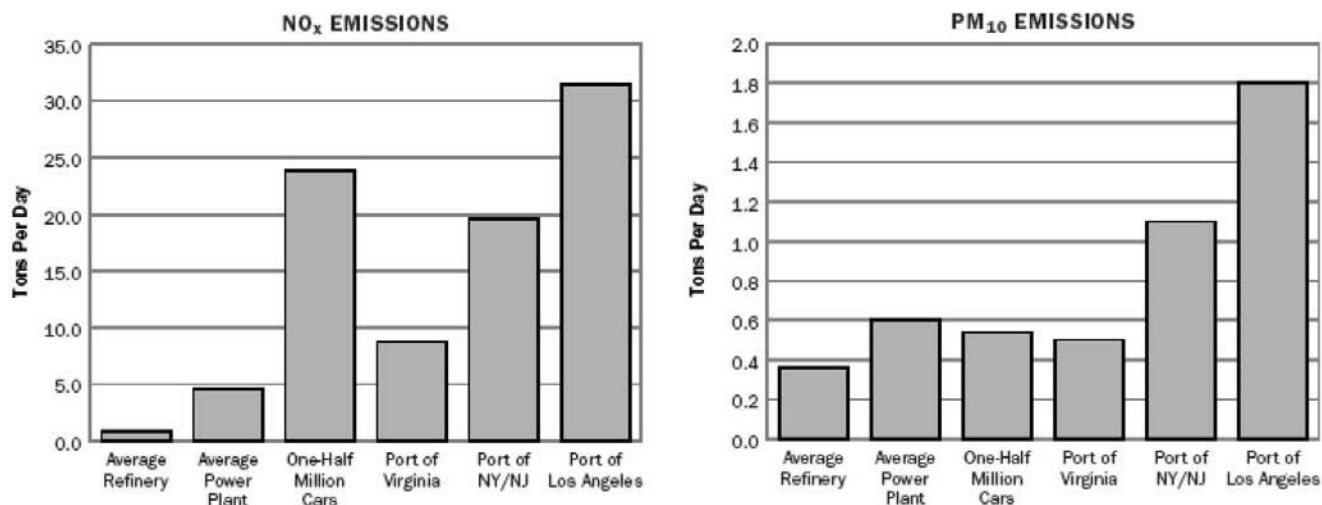 NOₓ EMISSIONS
35.0
30.0
25.0
20.0
15.0
10.0
5.0
0.0
Tons Per Day
Average
Refinery
Average
Power
Plant
One-Half
Million
Cars
Port of
Virginia
Port of
NY/NJ
Port of
Los Angeles
PM₁₀ EMISSIONS
2.0
1.8
1.6
1.4
1.2
1.0
0.8
0.6
0.4
0.2
0.0
Tons Per Day
Average
Refinery
Average
Power
Plant
One-Half
Million
Cars
Port of
Virginia
Port of
NY/NJ
Port of
Los Angeles